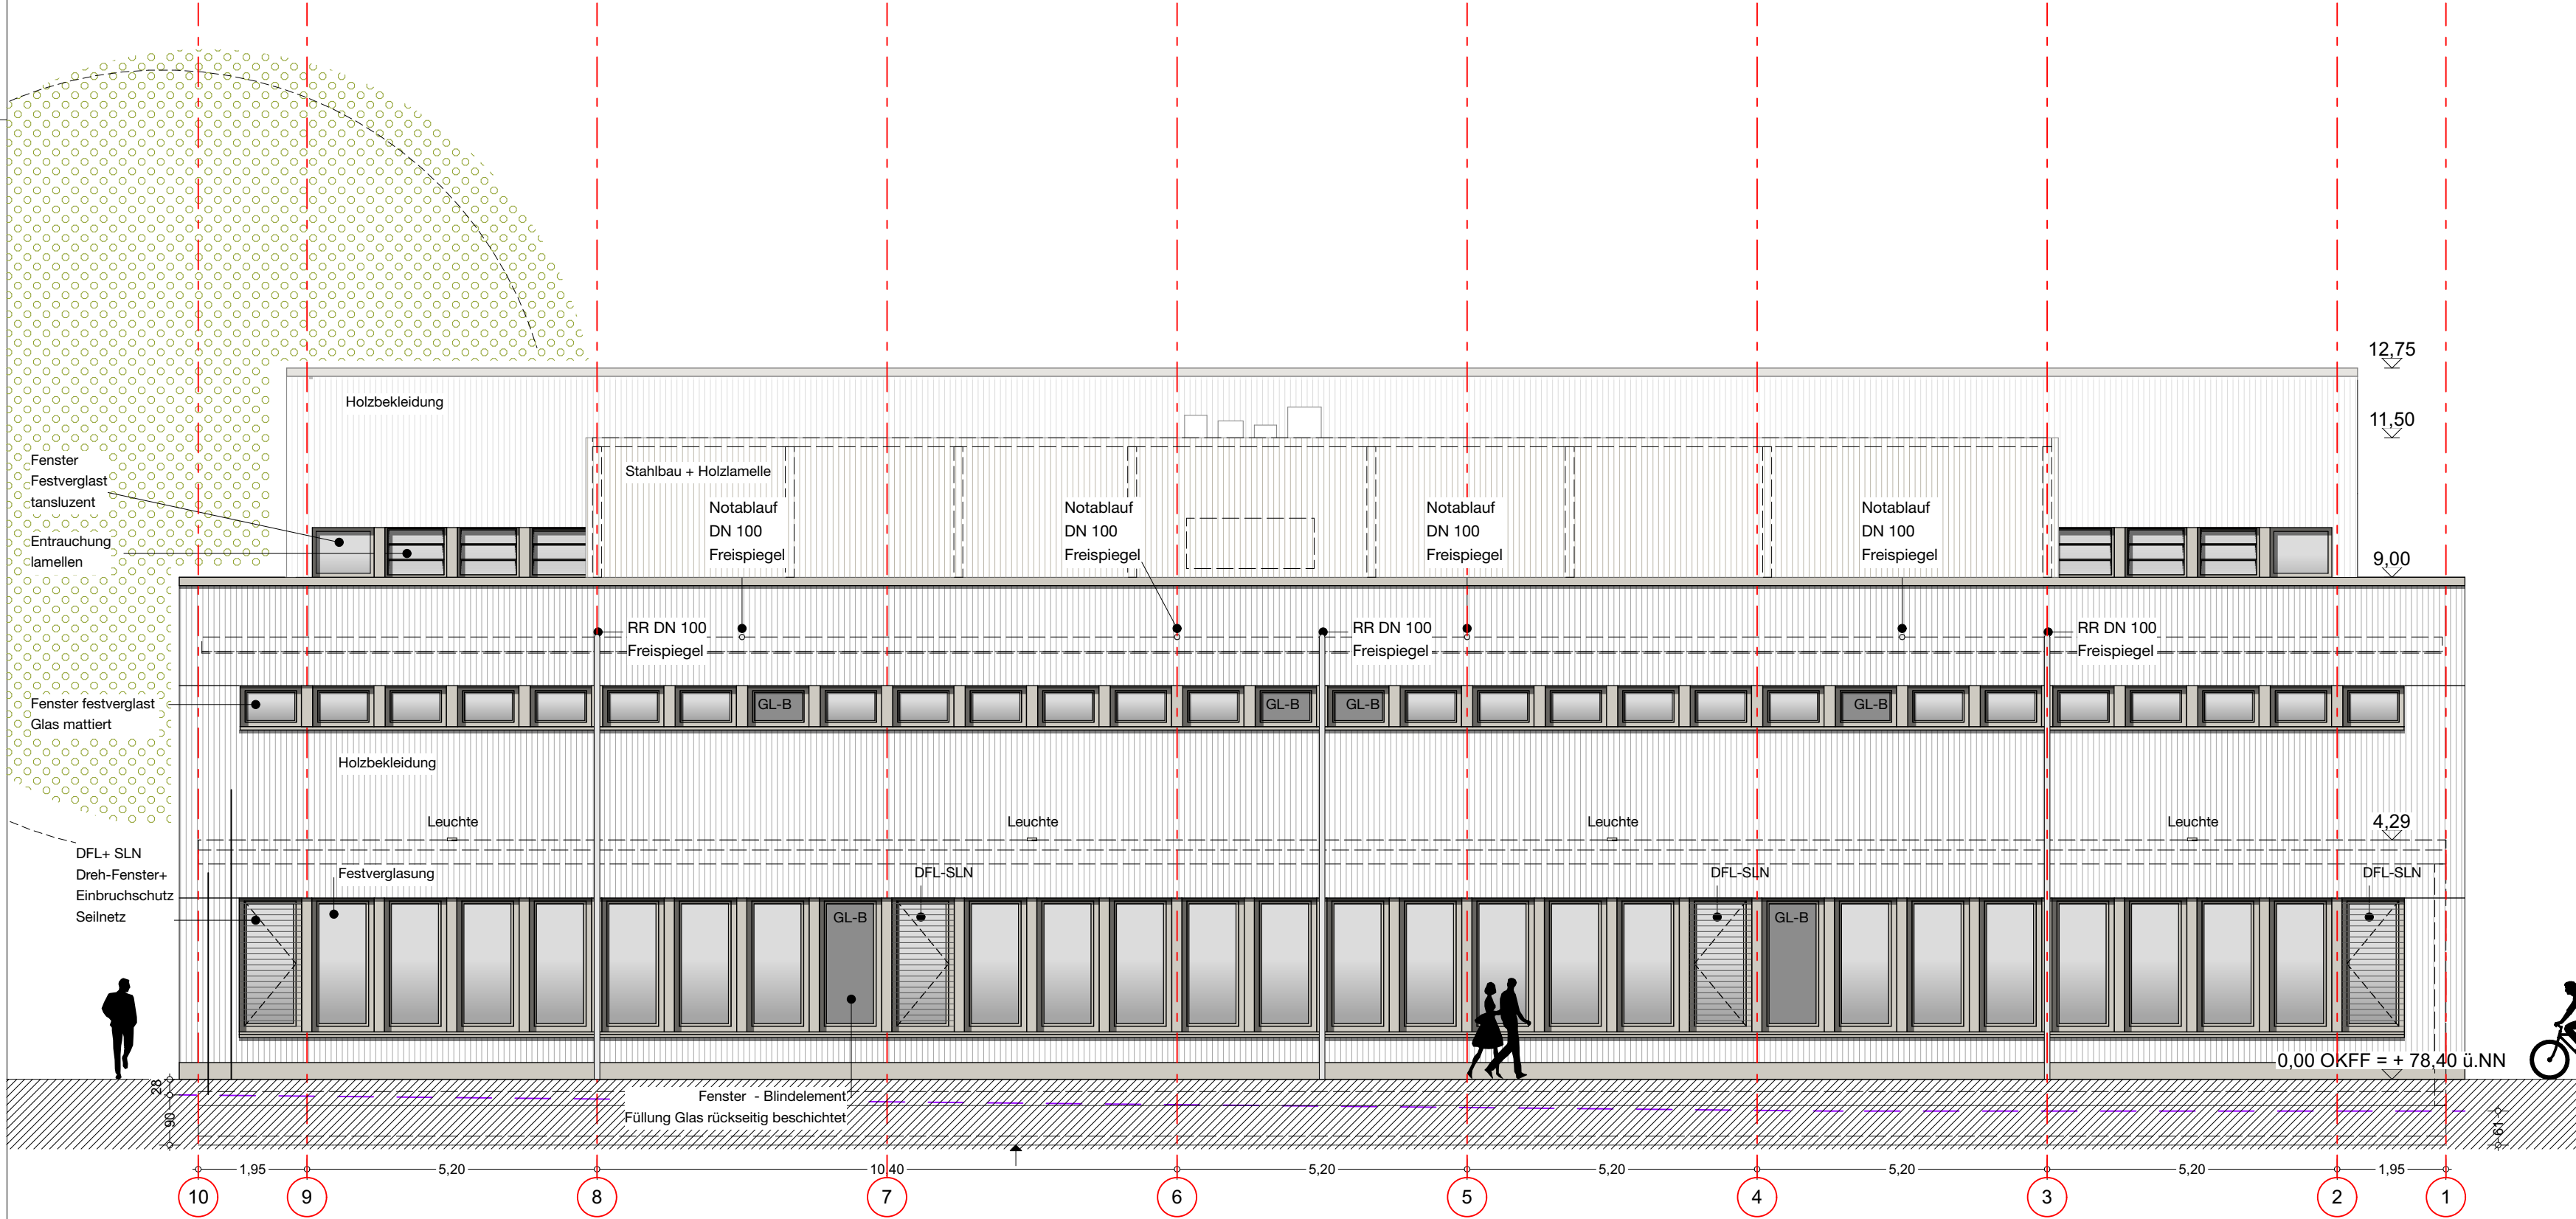 12,75
Holzbekleidung
11,50
Fenster
Festverglast
tansluzent
Stahlbau + Holzlamelle
Notablauf
DN 100
Freispiegel
Notablauf
DN 100
Freispiegel
Notablauf
DN 100
Freispiegel
Notablauf
DN 100
Freispiegel
Entrauchung
lamellen
9,00
RR DN 100
Freispiegel
RR DN 100
Freispiegel
RR DN 100
Freispiegel
Fenster festverglast
Glas mattiert
GL-B
GL-B
GL-B
GL-B
Holzbekleidung
Leuchte
Leuchte
Leuchte
Leuchte
4,29
DFL+ SLN
Dreh-Fenster+
Einbruchschutz
Seilnetz
Festverglasung
DFL-SLN
DFL-SLN
DFL-SLN
GL-B
GL-B
0,00 OKFF = + 78,40 ü.NN
28
90
Fenster - Blindelement
Füllung Glas rückseitig beschichtet
61
1,95
5,20
10,40
5,20
5,20
5,20
5,20
1,95
10
9
8
7
6
5
4
3
2
1